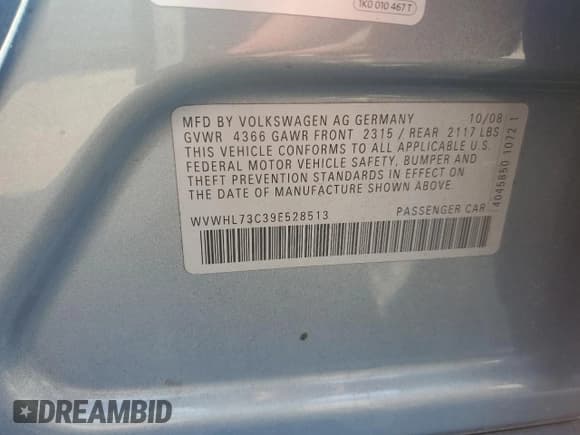 1K0 010 467 T
MFD BY VOLKSWAGEN AG GERMANY 10/08
GVWR 4366 GAWR FRONT 2315 / REAR 2117 LBS
THIS VEHICLE CONFORMS TO ALL APPLICABLE U.S.
FEDERAL MOTOR VEHICLE SAFETY, BUMPER AND
THEFT PREVENTION STANDARDS IN EFFECT ON
THE DATE OF MANUFACTURE SHOWN ABOVE.
WVWHL73C39E528513 PASSENGER CAR
4045850 1072 1
DREAMBID